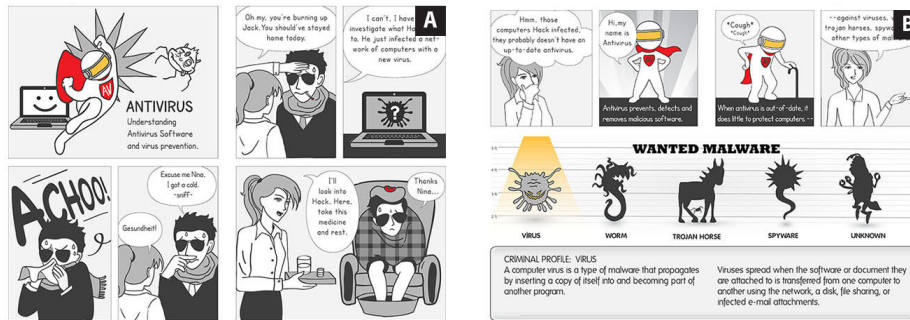 A
ANTIVIRUS
Understanding
Antivirus Software
and virus prevention.
AV
Oh my, you're burning up
Jack. You should've stayed
home today.
I can't, I have
investigate what Ha
to. He just infected a net-
work of computers with a
new virus.
ACHOO!
Excuse me Nina,
I got a cold.
-sniff-
Gesundheit!
I'll
look into
Hack. Here,
take this
medicine
and rest.
Thanks
Nina...
B
Hmm, those
computers Hack infected,
they probably doesn't have an
up-to-date antivirus.
Hi, my
name is
Antivirus
Antivirus prevents, detects and
removes malicious software.
*Cough*
*Cough*
When antivirus is out-of-date, it
does little to protect computers --
--against viruses, w
trojan horses, spywa
other types of mal
WANTED MALWARE
VIRUS
WORM
TROJAN HORSE
SPYWARE
UNKNOWN
CRIMINAL PROFILE: VIRUS
A computer virus is a type of malware that propagates
by inserting a copy of itself into and becoming part of
another program.
Viruses spread when the software or document they
are attached to is transferred from one computer to
another using the network, a disk, file sharing, or
infected e-mail attachments.